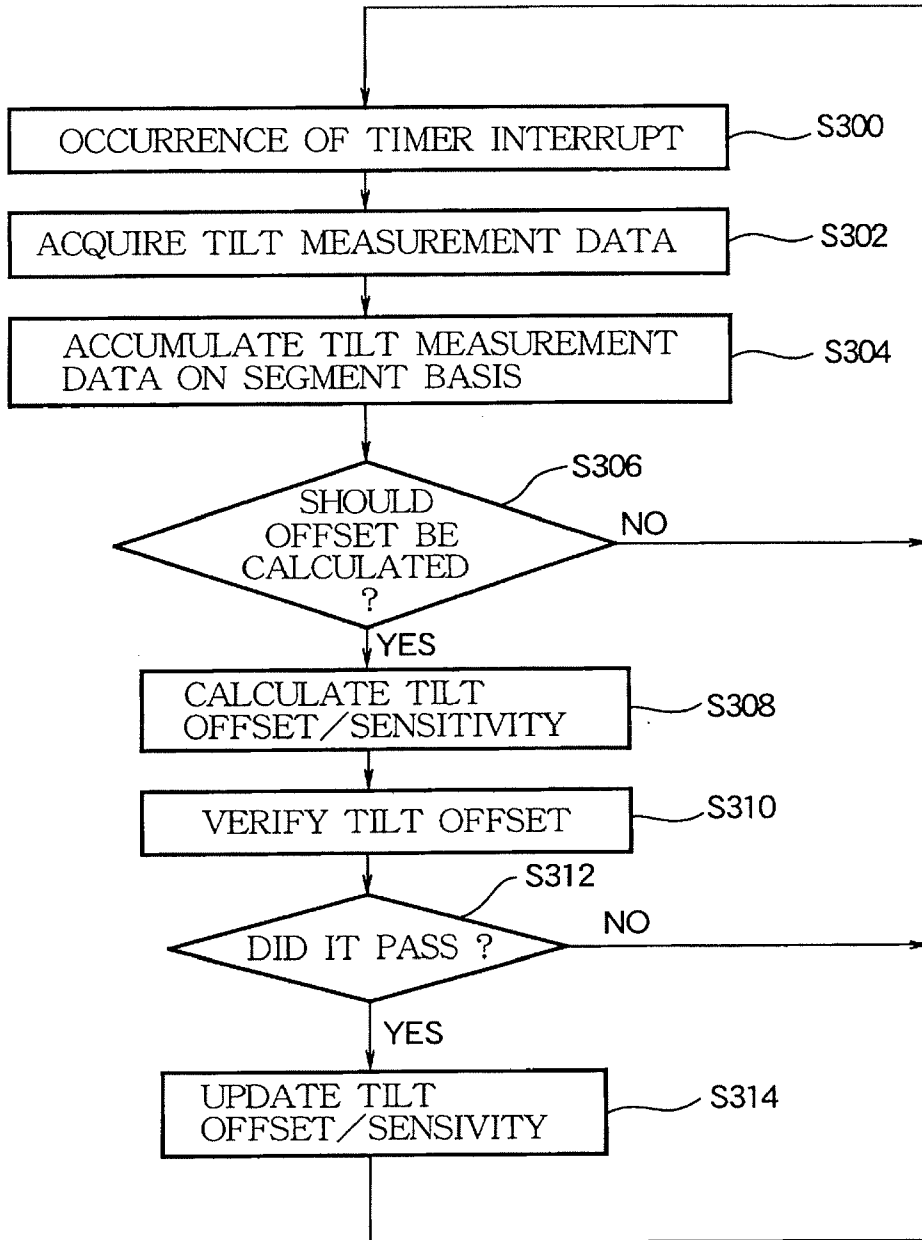 OCCURRENCE OF TIMER INTERRUPT
S300
ACQUIRE TILT MEASUREMENT DATA
S302
ACCUMULATE TILT MEASUREMENT
DATA ON SEGMENT BASIS
S304
S306
SHOULD
OFFSET BE
CALCULATED
?
NO
YES
CALCULATE TILT
OFFSET/SENSITIVITY
S308
VERIFY TILT OFFSET
S310
S312
DID IT PASS ?
NO
YES
UPDATE TILT
OFFSET/SENSIVITY
S314